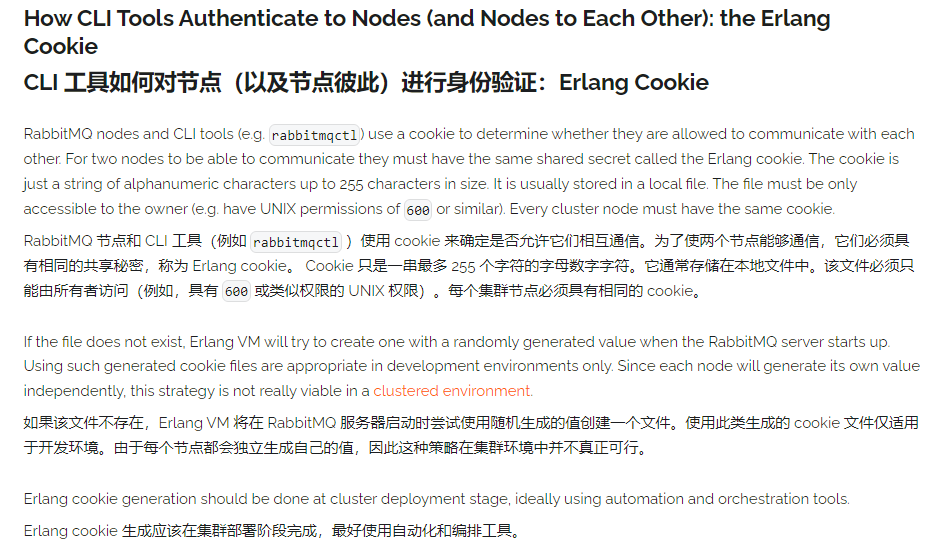 How CLI Tools Authenticate to Nodes (and Nodes to Each Other): the Erlang
Cookie
CLI 工具如何对节点（以及节点彼此）进行身份验证：Erlang Cookie
RabbitMQ nodes and CLI tools (e.g. rabbitmqctl) use a cookie to determine whether they are allowed to communicate with each
other. For two nodes to be able to communicate they must have the same shared secret called the Erlang cookie. The cookie is
just a string of alphanumeric characters up to 255 characters in size. It is usually stored in a local file. The file must be only
accessible to the owner (e.g. have UNIX permissions of 600 or similar). Every cluster node must have the same cookie.
RabbitMQ 节点和 CLI 工具（例如 rabbitmqctl ）使用 cookie 来确定是否允许它们相互通信。为了使两个节点能够通信，它们必须具
有相同的共享秘密，称为 Erlang cookie。 Cookie 只是一串最多 255 个字符的字母数字字符。它通常存储在本地文件中。该文件必须只
能由所有者访问（例如，具有 600 或类似权限的 UNIX 权限）。每个集群节点必须具有相同的 cookie。
If the file does not exist, Erlang VM will try to create one with a randomly generated value when the RabbitMQ server starts up.
Using such generated cookie files are appropriate in development environments only. Since each node will generate its own value
independently, this strategy is not really viable in a clustered environment.
如果该文件不存在，Erlang VM 将在 RabbitMQ 服务器启动时尝试使用随机生成的值创建一个文件。使用此类生成的 cookie 文件仅适用
于开发环境。由于每个节点都会独立生成自己的值，因此这种策略在集群环境中并不真正可行。
Erlang cookie generation should be done at cluster deployment stage, ideally using automation and orchestration tools.
Erlang cookie 生成应该在集群部署阶段完成，最好使用自动化和编排工具。